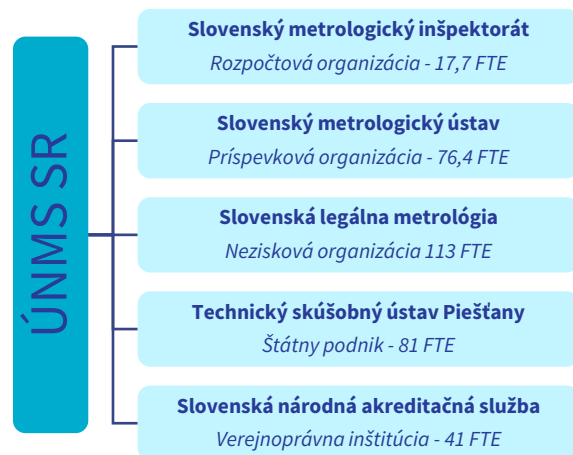 ÚNMS SR
Slovenský metrologický inšpektorát
Rozpočtová organizácia - 17,7 FTE
Slovenský metrologický ústav
Príspevková organizácia - 76,4 FTE
Slovenská legálna metrológia
Nezisková organizácia 113 FTE
Technický skúšobný ústav Piešťany
Štátny podnik - 81 FTE
Slovenská národná akreditačná služba
Verejnoprávna inštitúcia - 41 FTE